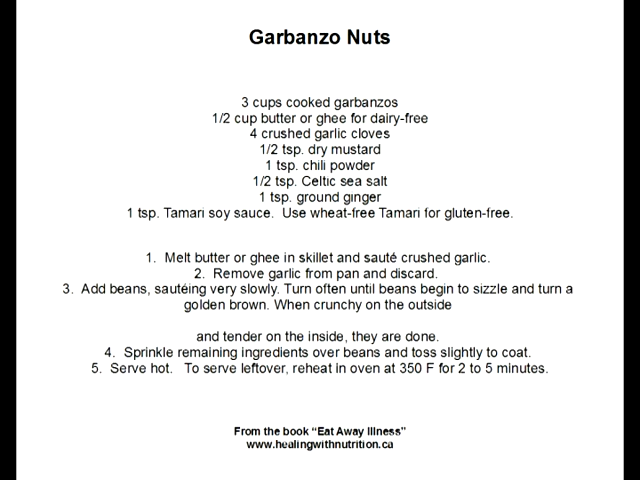 Garbanzo Nuts
3 cups cooked garbanzos
1/2 cup butter or ghee for dairy-free
4 crushed garlic cloves
1/2 tsp. dry mustard
1 tsp. chili powder
1/2 tsp. Celtic sea salt
1 tsp. ground ginger
1 tsp. Tamari soy sauce.  Use wheat-free Tamari for gluten-free.
1.  Melt butter or ghee in skillet and sauté crushed garlic.
2.  Remove garlic from pan and discard.
3.  Add beans, sautéing very slowly. Turn often until beans begin to sizzle and turn a
golden brown. When crunchy on the outside
and tender on the inside, they are done.
4.  Sprinkle remaining ingredients over beans and toss slightly to coat.
5.  Serve hot.   To serve leftover, reheat in oven at 350 F for 2 to 5 minutes.
From the book “Eat Away Illness”
www.healingwithnutrition.ca